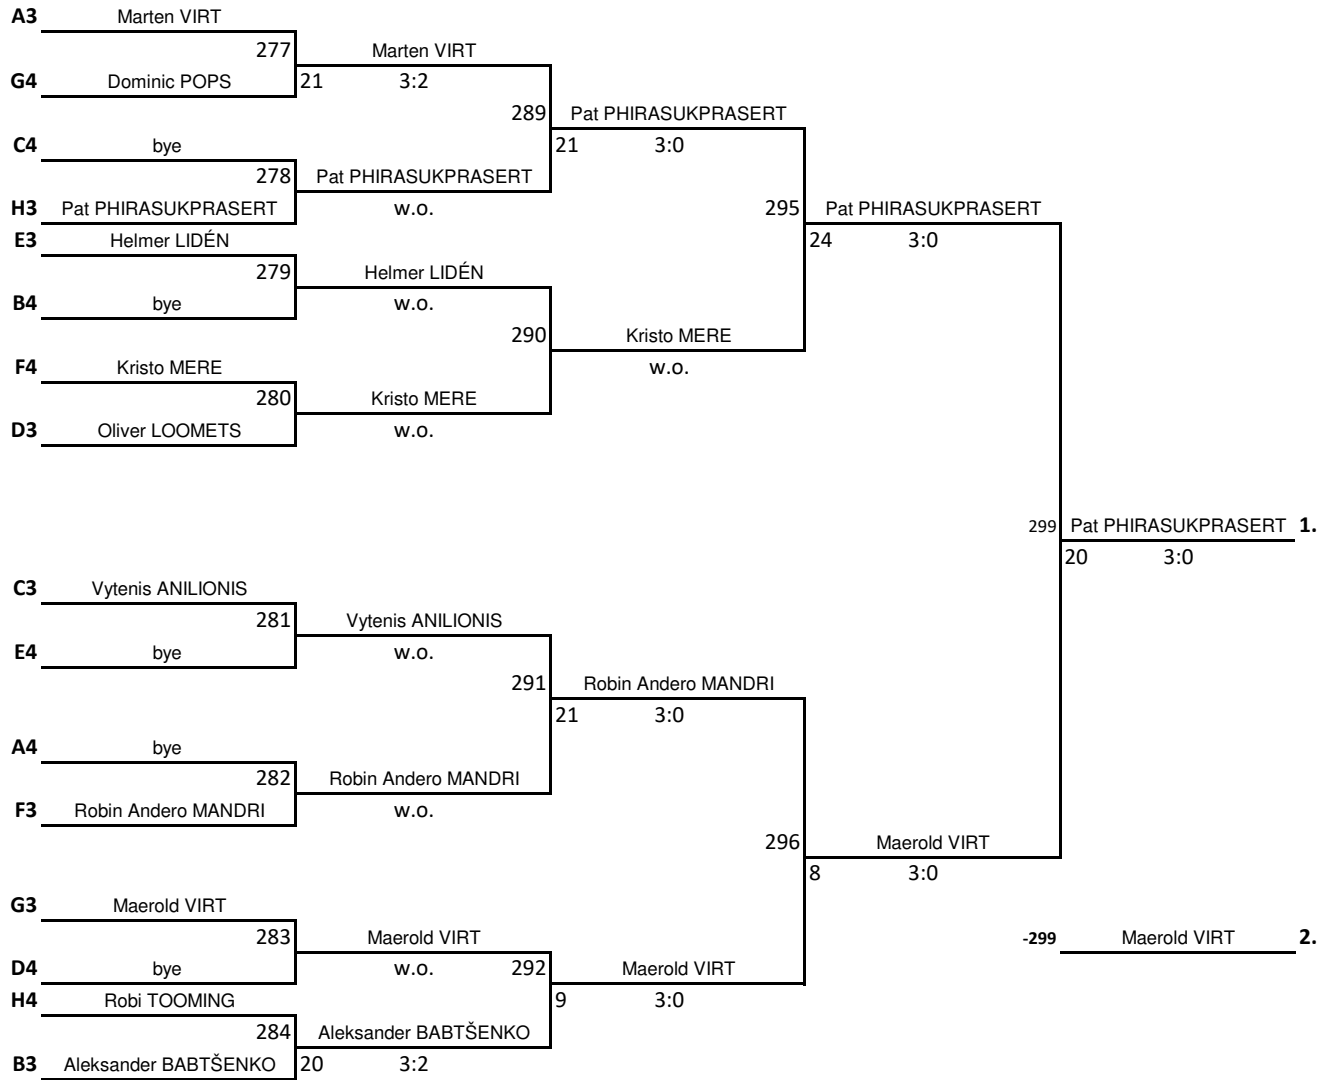 A3 Marten VIRT
277 Marten VIRT
G4 Dominic POPS 21 3:2
289 Pat PHIRASUKPRASERT
C4 bye 21 3:0
278 Pat PHIRASUKPRASERT
H3 Pat PHIRASUKPRASERT w.o. 295 Pat PHIRASUKPRASERT
E3 Helmer LIDÉN 24 3:0
279 Helmer LIDÉN
B4 bye w.o.
290 Kristo MERE
F4 Kristo MERE w.o.
280 Kristo MERE
D3 Oliver LOOMETS w.o.
299 Pat PHIRASUKPRASERT 1.
20 3:0
C3 Vytenis ANILIONIS
281 Vytenis ANILIONIS
E4 bye w.o.
291 Robin Andero MANDRI
21 3:0
A4 bye
282 Robin Andero MANDRI
F3 Robin Andero MANDRI w.o.
296 Maerold VIRT
8 3:0
G3 Maerold VIRT
283 Maerold VIRT -299 Maerold VIRT 2.
D4 bye w.o. 292 Maerold VIRT
H4 Robi TOOMING 9 3:0
284 Aleksander BABTŠENKO
B3 Aleksander BABTŠENKO 20 3:2